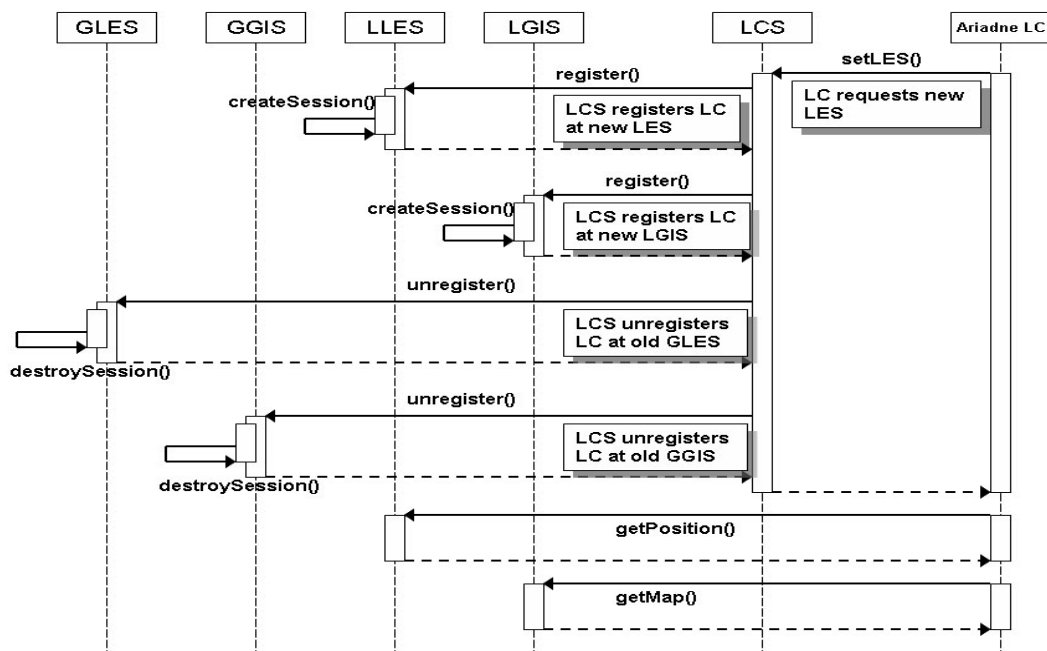 GLES GGIS LLES LGIS LCS Ariadne LC
setLES()
register()
LC requests new
LES
createSession()
LCS registers LC
at new LES
register()
createSession()
LCS registers LC
at new LGIS
unregister()
LCS unregisters
LC at old GLES
destroySession()
unregister()
LCS unregisters
LC at old GGIS
destroySession()
getPosition()
getMap()